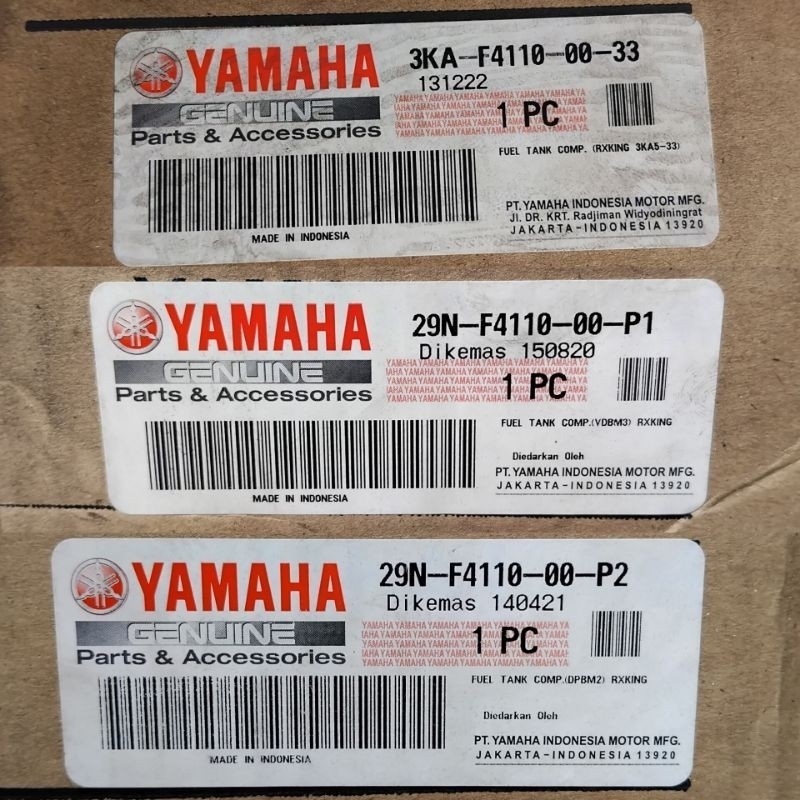 YAMAHA
GENUINE
Parts & Accessories
MADE IN INDONESIA
3KA-F4110-00-33
131222
1 PC
FUEL TANK COMP. (RXKING 3KA5-33)
PT. YAMAHA INDONESIA MOTOR MFG.
Jl. DR. KRT. Radjiman Widyodiningrat
JAKARTA-INDONESIA 13920
YAMAHA
GENUINE
Parts & Accessories
MADE IN INDONESIA
29N-F4110-00-P1
Dikemas 150820
1 PC
FUEL TANK COMP.(VDBM3) RXKING
Diedarkan Oleh
PT. YAMAHA INDONESIA MOTOR MFG.
JAKARTA-INDONESIA 13920
YAMAHA
GENUINE
Parts & Accessories
MADE IN INDONESIA
29N-F4110-00-P2
Dikemas 140421
1 PC
FUEL TANK COMP.(DPBM2) RXKING
Diedarkan Oleh
PT. YAMAHA INDONESIA MOTOR MFG.
JAKARTA-INDONESIA 13920